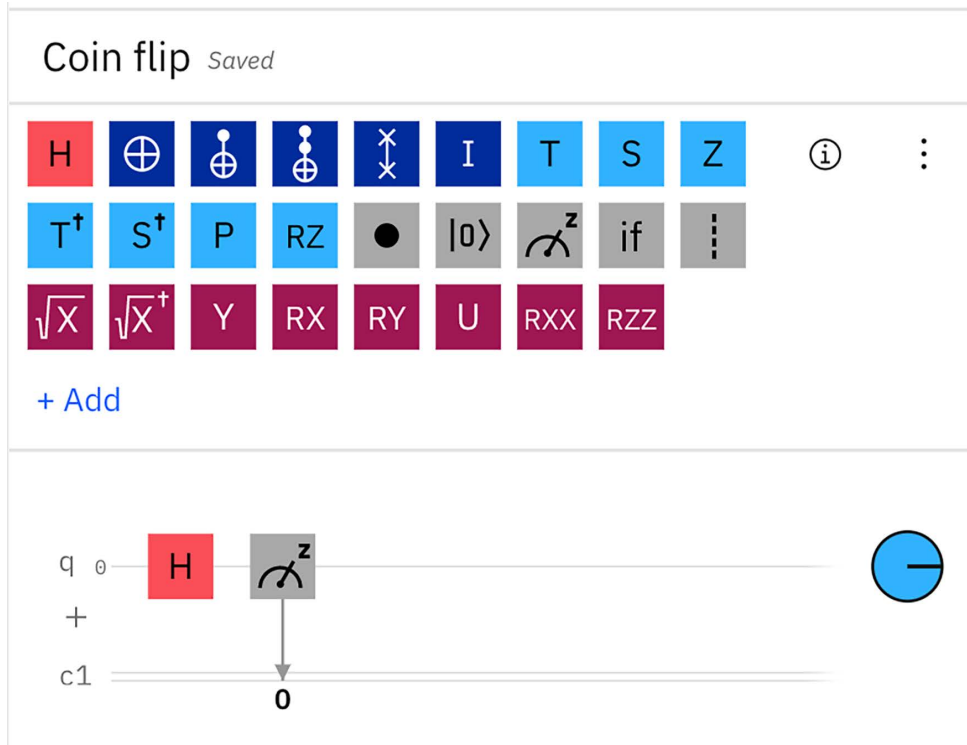 Coin flip Saved
H I T S Z
T† S† P RZ |0⟩ z if
√X √X† Y RX RY U RXX RZZ
+ Add
q 0 H z
+
c1
0